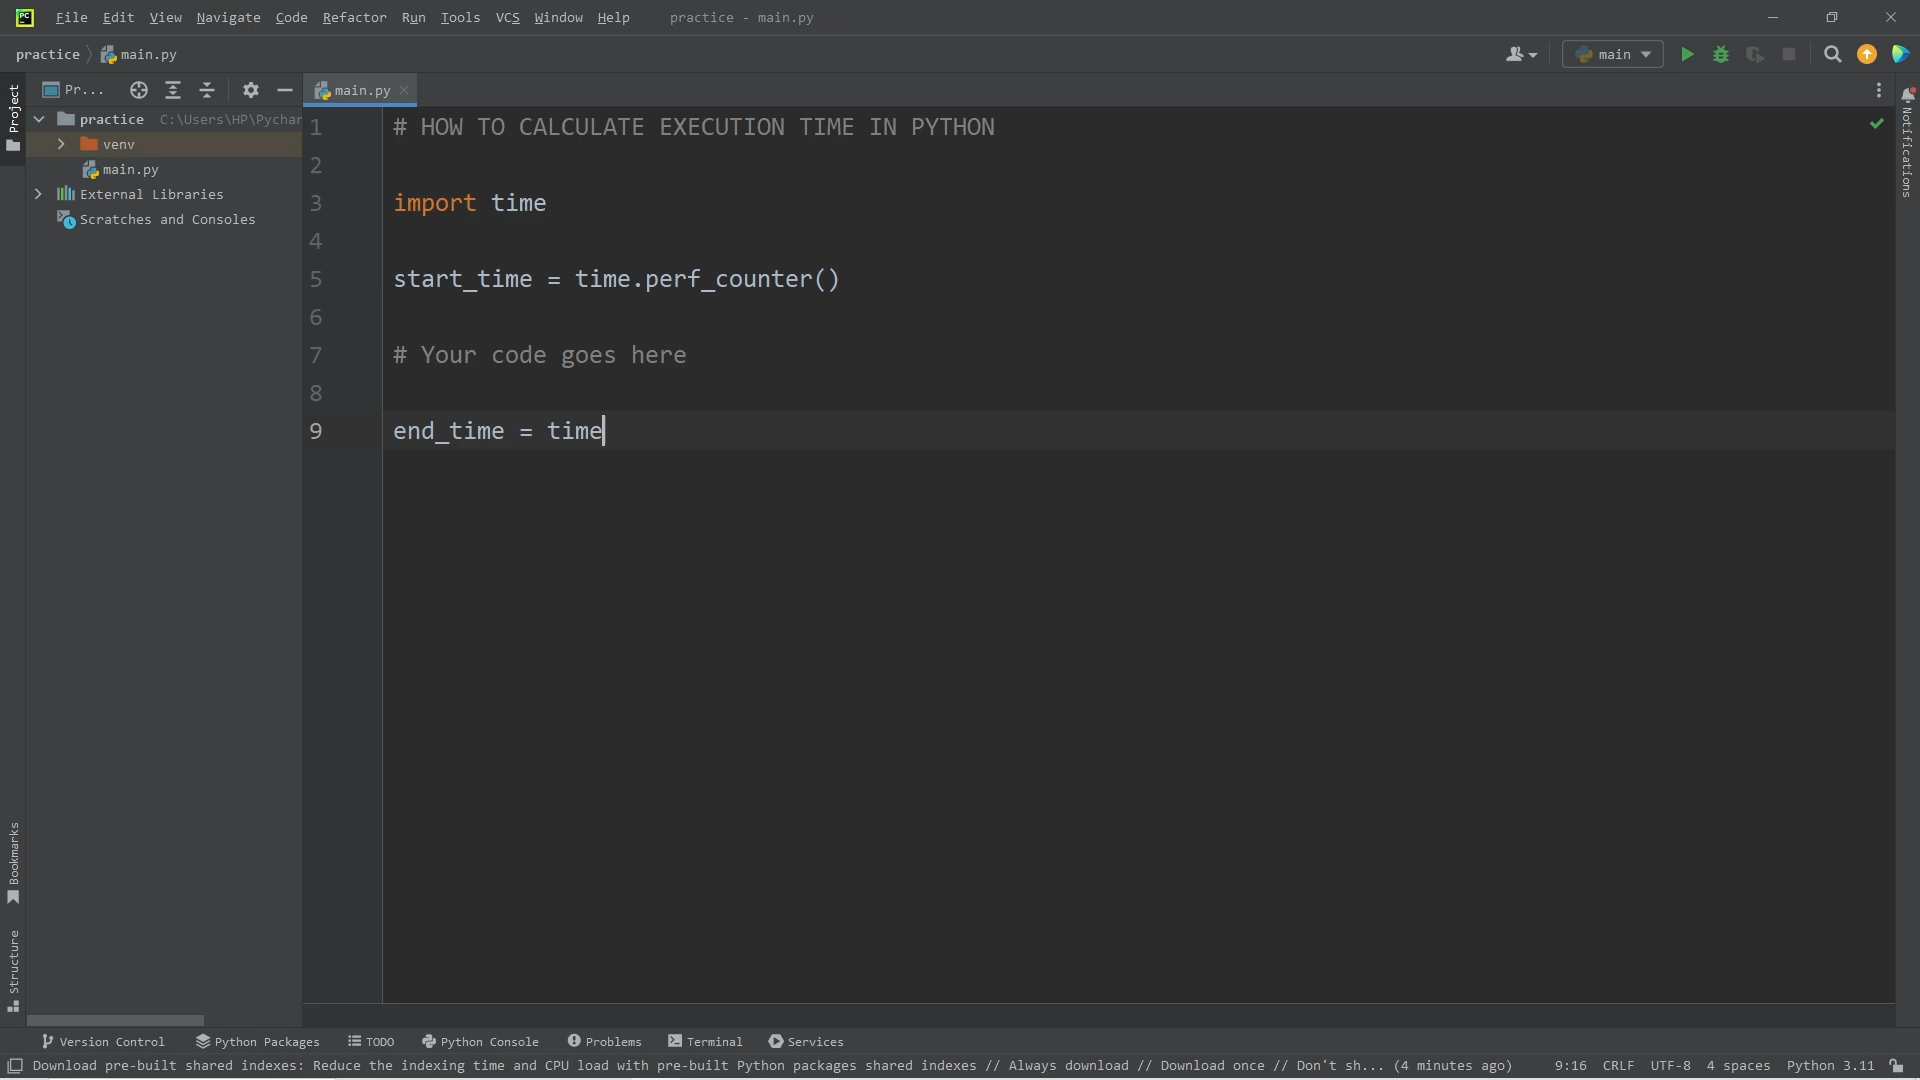 File Edit View Navigate Code Refactor Run Tools VCS Window Help practice - main.py
practice main.py main
Project
Pr...
practice C:\Users\HP\Pychar
venv
main.py
External Libraries
Scratches and Consoles
Bookmarks
Structure
main.py
1 # HOW TO CALCULATE EXECUTION TIME IN PYTHON
2
3 import time
4
5 start_time = time.perf_counter()
6
7 # Your code goes here
8
9 end_time = time
Notifications
Version Control Python Packages TODO Python Console Problems Terminal Services
Download pre-built shared indexes: Reduce the indexing time and CPU load with pre-built Python packages shared indexes // Always download // Download once // Don't sh... (4 minutes ago) 9:16 CRLF UTF-8 4 spaces Python 3.11